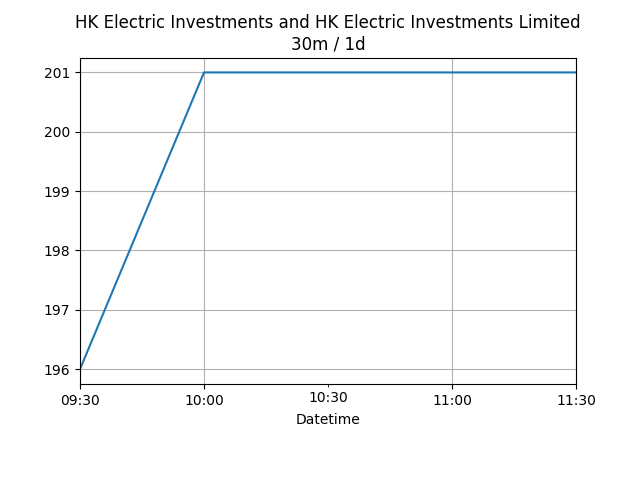 HK Electric Investments and HK Electric Investments Limited
30m / 1d
201
200
199
198
197
196
09:30 10:00 10:30 11:00 11:30
Datetime